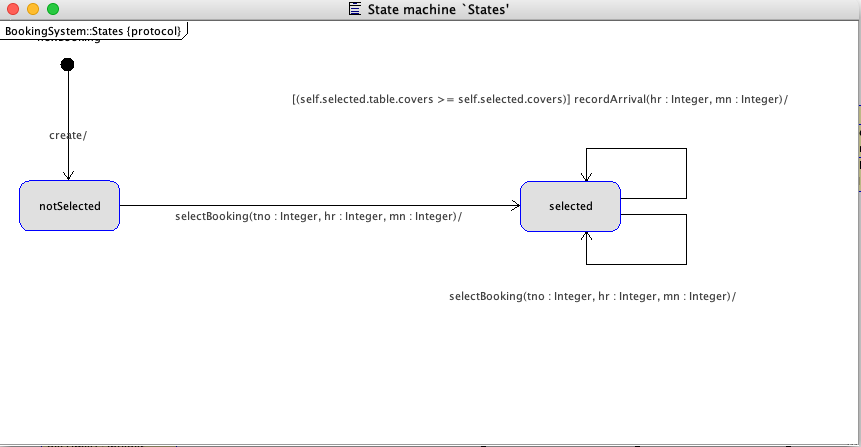 State machine `States'
BookingSystem::States {protocol}
[(self.selected.table.covers >= self.selected.covers)] recordArrival(hr : Integer, mn : Integer)/
create/
notSelected
selected
selectBooking(tno : Integer, hr : Integer, mn : Integer)/
selectBooking(tno : Integer, hr : Integer, mn : Integer)/